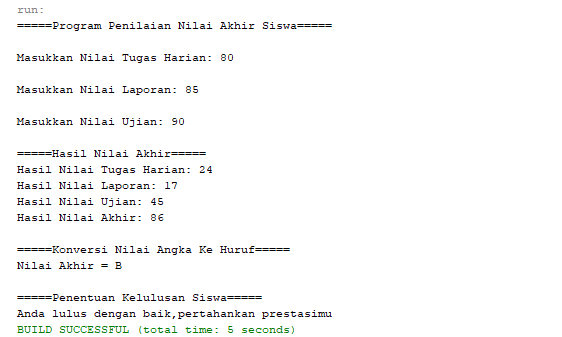 run:
=====Program Penilaian Nilai Akhir Siswa=====
Masukkan Nilai Tugas Harian: 80
Masukkan Nilai Laporan: 85
Masukkan Nilai Ujian: 90
=====Hasil Nilai Akhir=====
Hasil Nilai Tugas Harian: 24
Hasil Nilai Laporan: 17
Hasil Nilai Ujian: 45
Hasil Nilai Akhir: 86
=====Konversi Nilai Angka Ke Huruf=====
Nilai Akhir = B
=====Penentuan Kelulusan Siswa=====
Anda lulus dengan baik,pertahankan prestasimu
BUILD SUCCESSFUL (total time: 5 seconds)